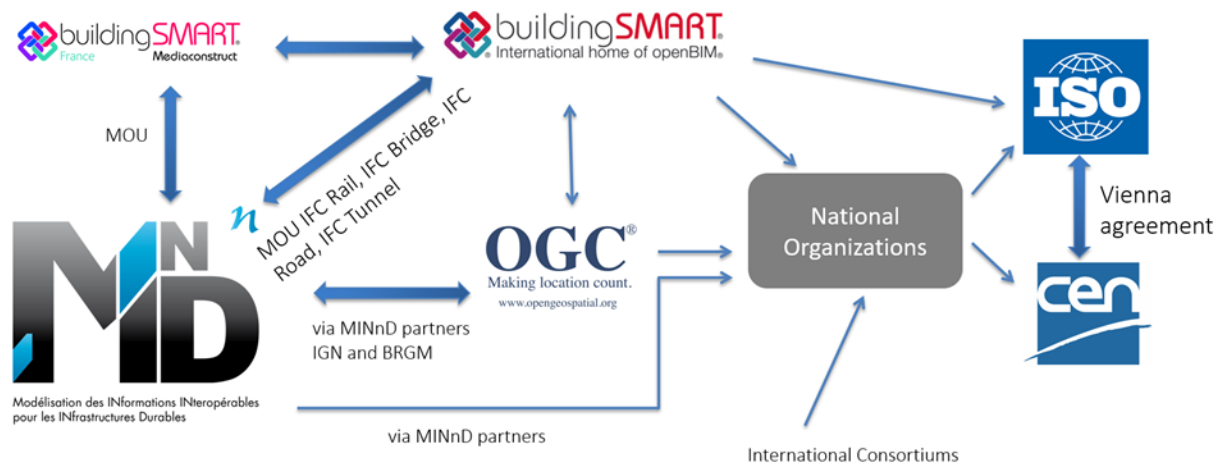 buildingSMART®
France
Mediaconstruct
buildingSMART®
International home of openBIM®
ISO
MOU
MOU IFC Rail, IFC Bridge, IFC
Road, IFC Tunnel
n
MINnD
Modélisation des INformations INteropérables
pour les INfrastructures Durables
OGC®
Making location count.
www.opengeospatial.org
National
Organizations
Vienna
agreement
cen
via MINnD partners
IGN and BRGM
via MINnD partners
International Consortiums